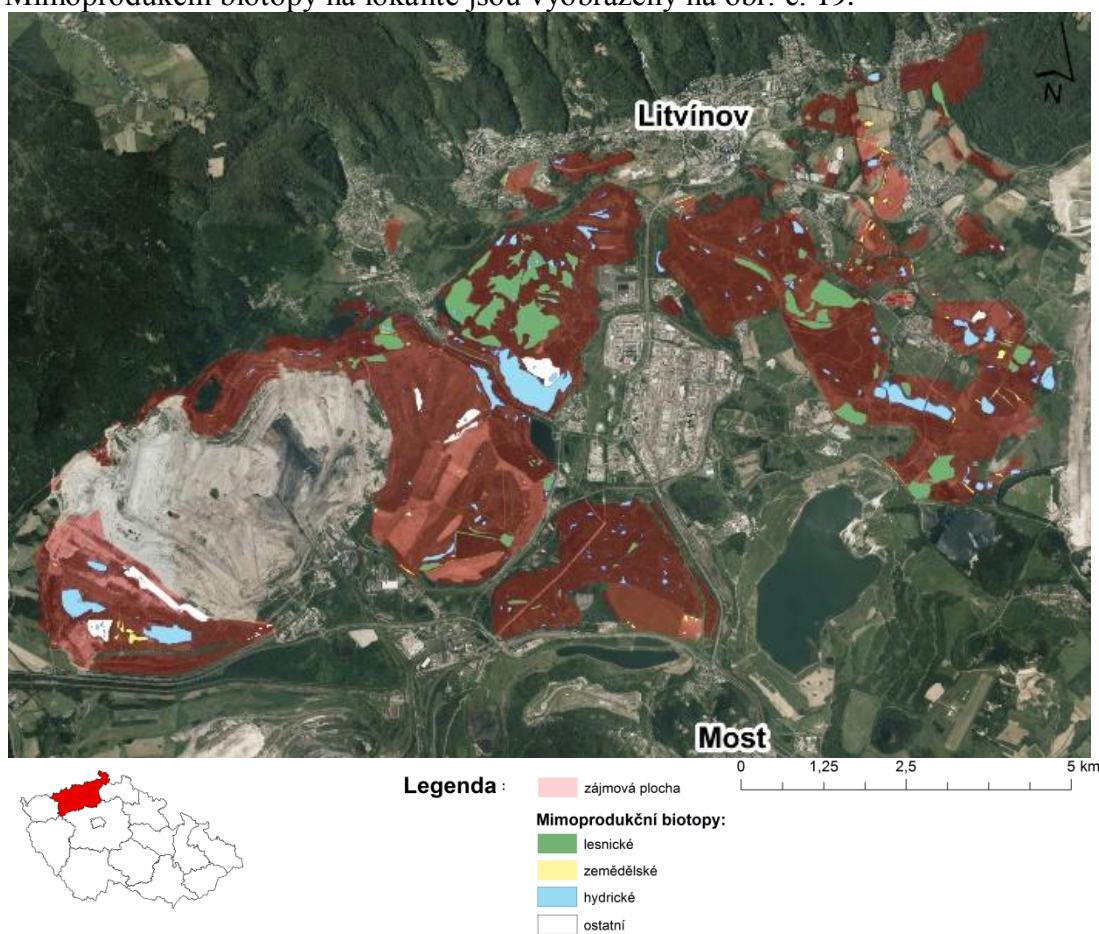 Mimoprodukční biotopy na lokalitě jsou vyobrazeny na obr. č. 19.
N
Litvínov
Most
0 1,25 2,5 5 km
Legenda :
zájmová plocha
Mimoprodukční biotopy:
lesnické
zemědělské
hydrické
ostatní